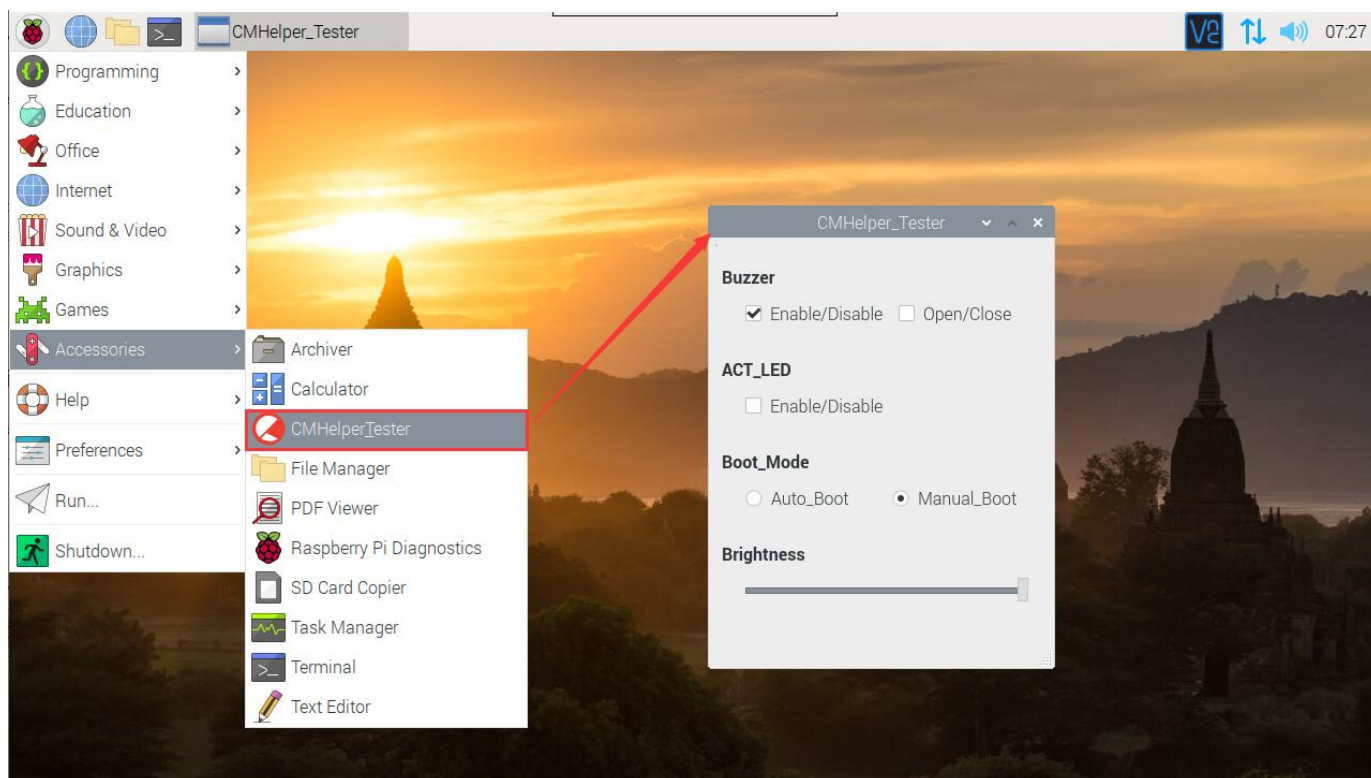 CMHelper_Tester
07:27
Programming
Education
Office
Internet
Sound & Video
Graphics
Games
Accessories
Help
Preferences
Run...
Shutdown...
Archiver
Calculator
CMHelperTester
File Manager
PDF Viewer
Raspberry Pi Diagnostics
SD Card Copier
Task Manager
Terminal
Text Editor
CMHelper_Tester
Buzzer
Enable/Disable Open/Close
ACT_LED
Enable/Disable
Boot_Mode
Auto_Boot Manual_Boot
Brightness